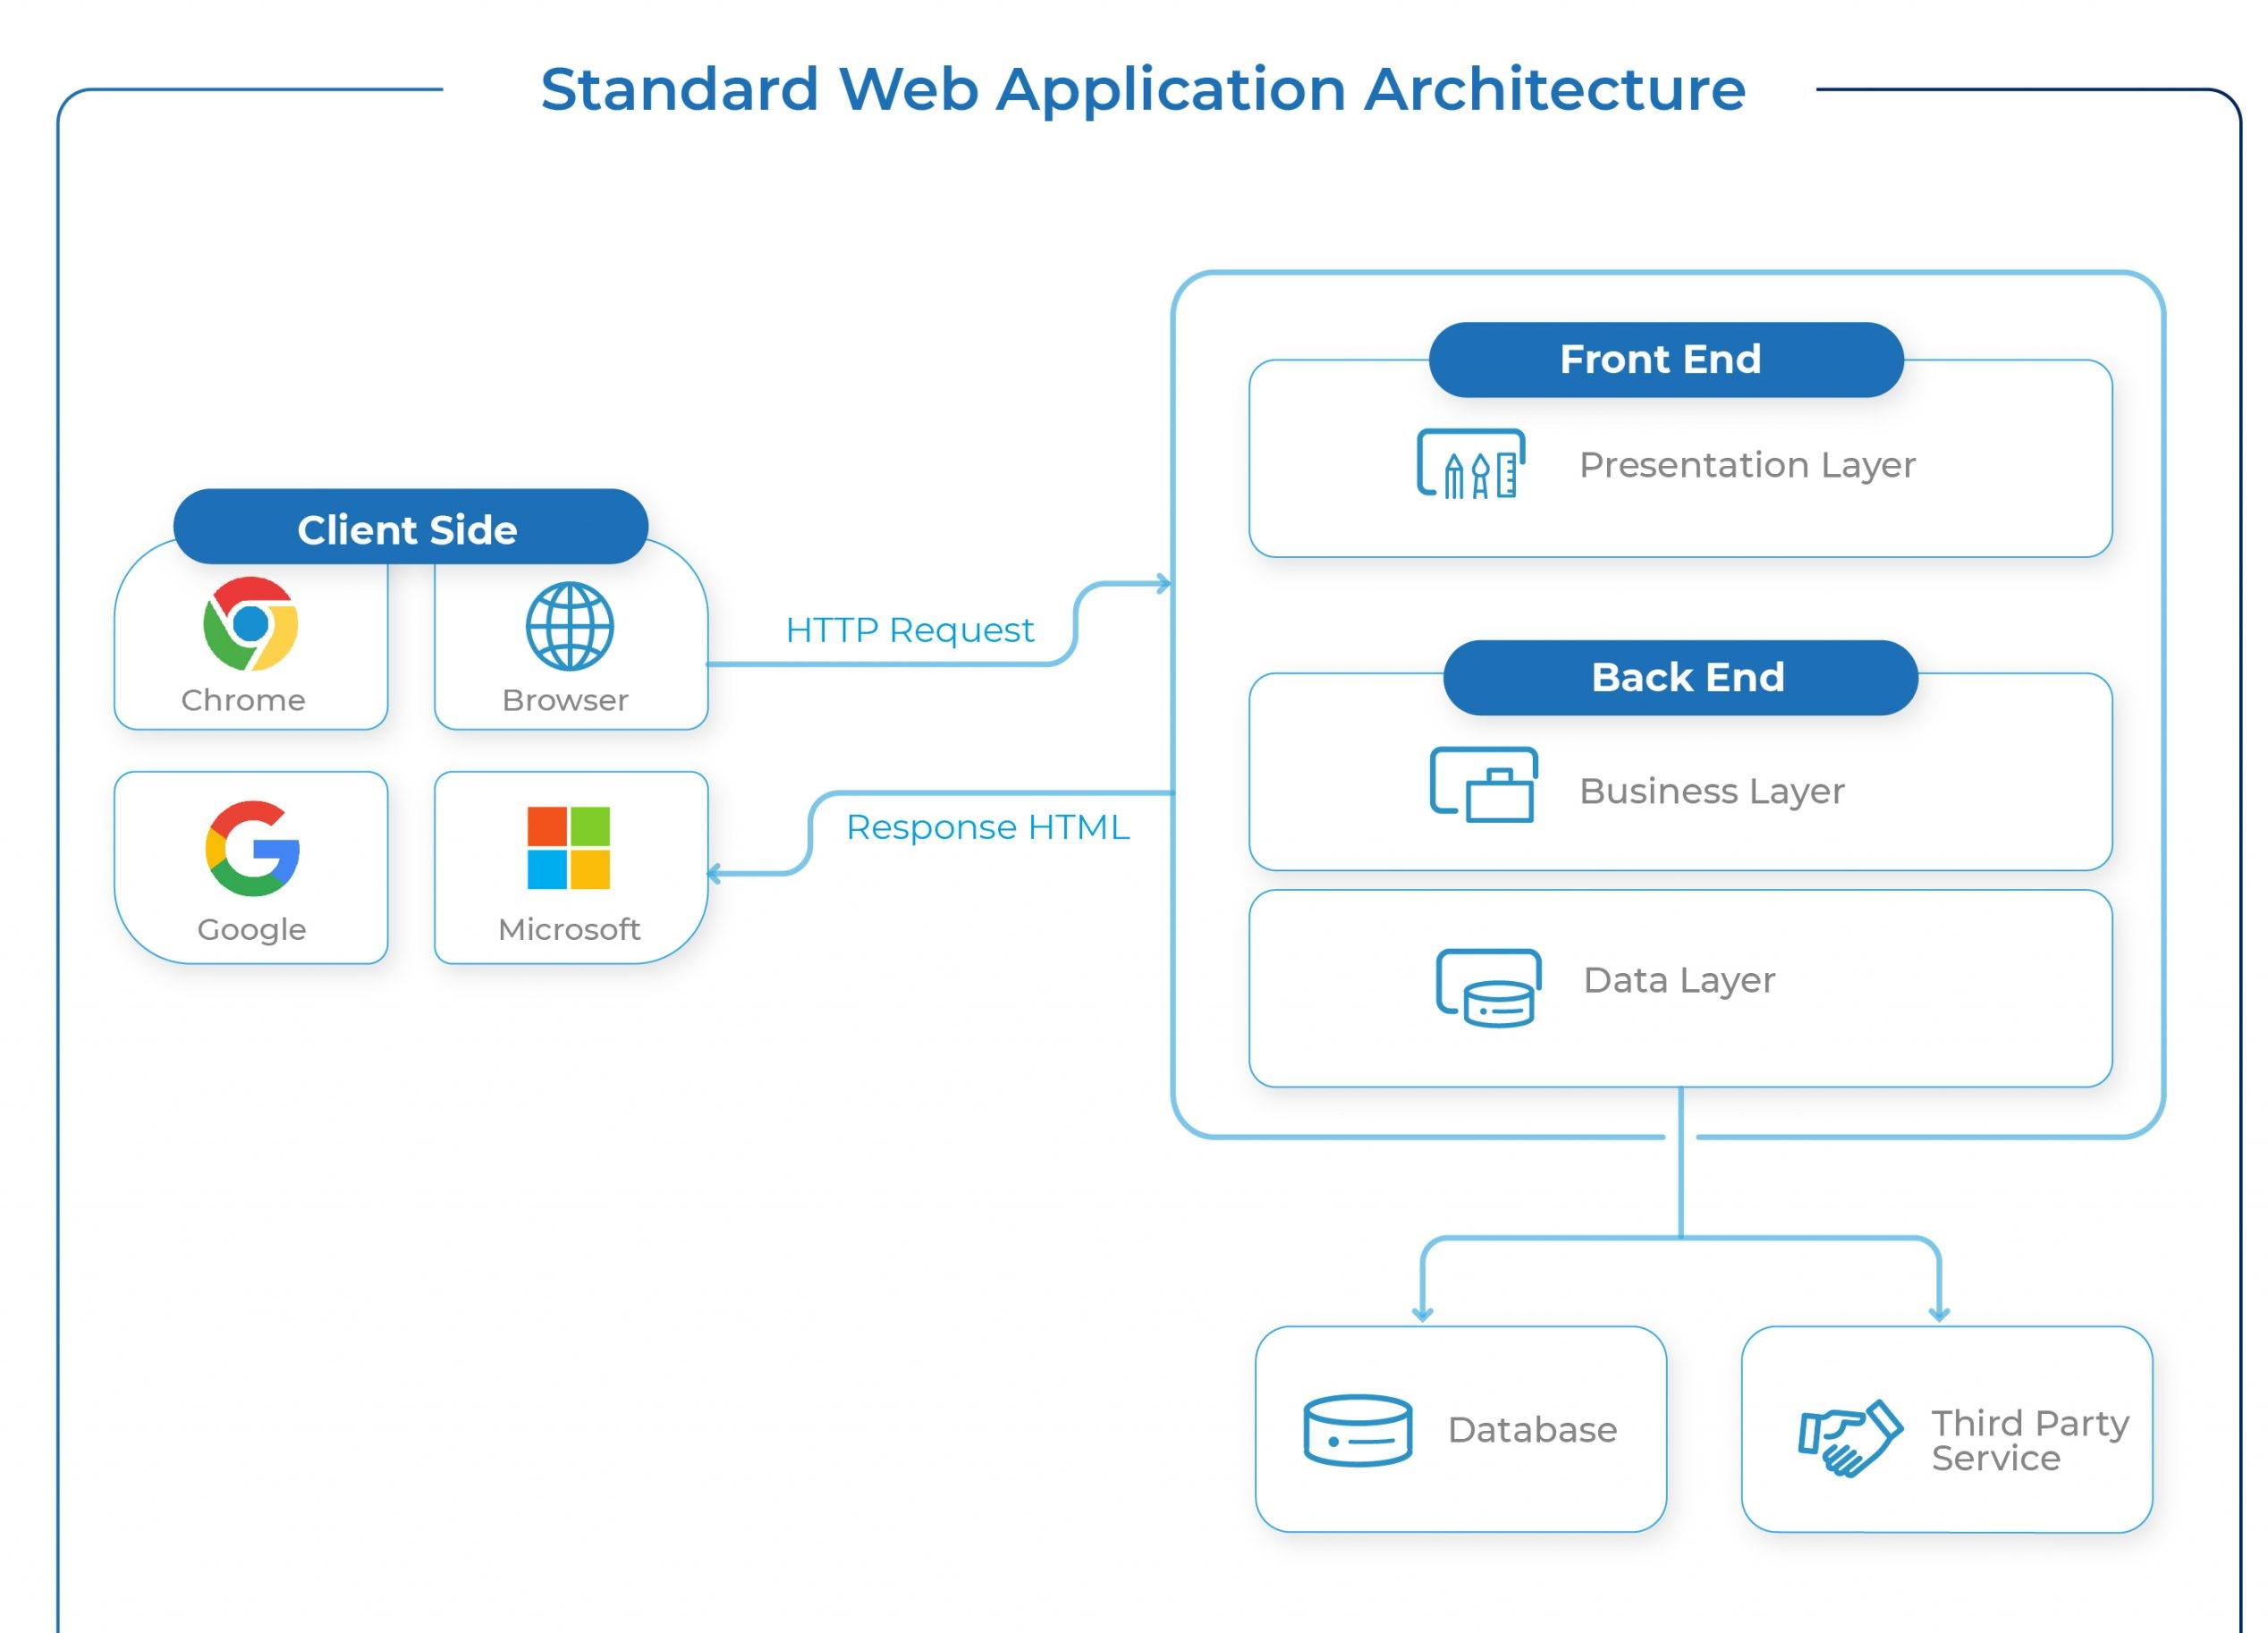 Standard Web Application Architecture
Client Side
Chrome
Browser
Google
Microsoft
HTTP Request
Response HTML
Front End
Presentation Layer
Back End
Business Layer
Data Layer
Database
Third Party
Service